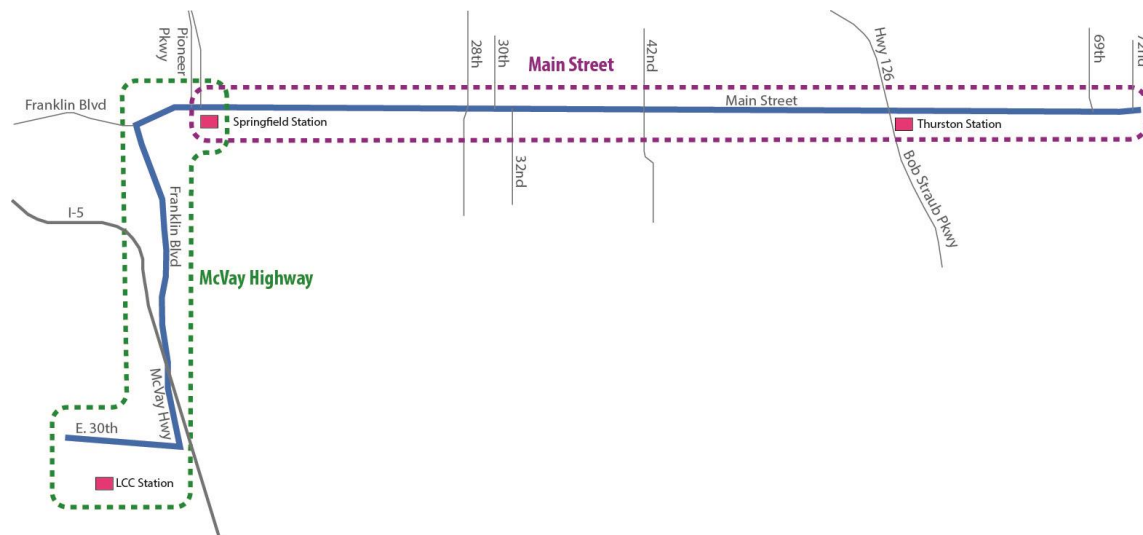 Pioneer
Pkwy
28th
30th
42nd
Hwy 126
69th
72nd
Main Street
Franklin Blvd
Main Street
Springfield Station
Thurston Station
32nd
Bob Straub Pkwy
I-5
Franklin Blvd
McVay Highway
McVay Hwy
E. 30th
LCC Station